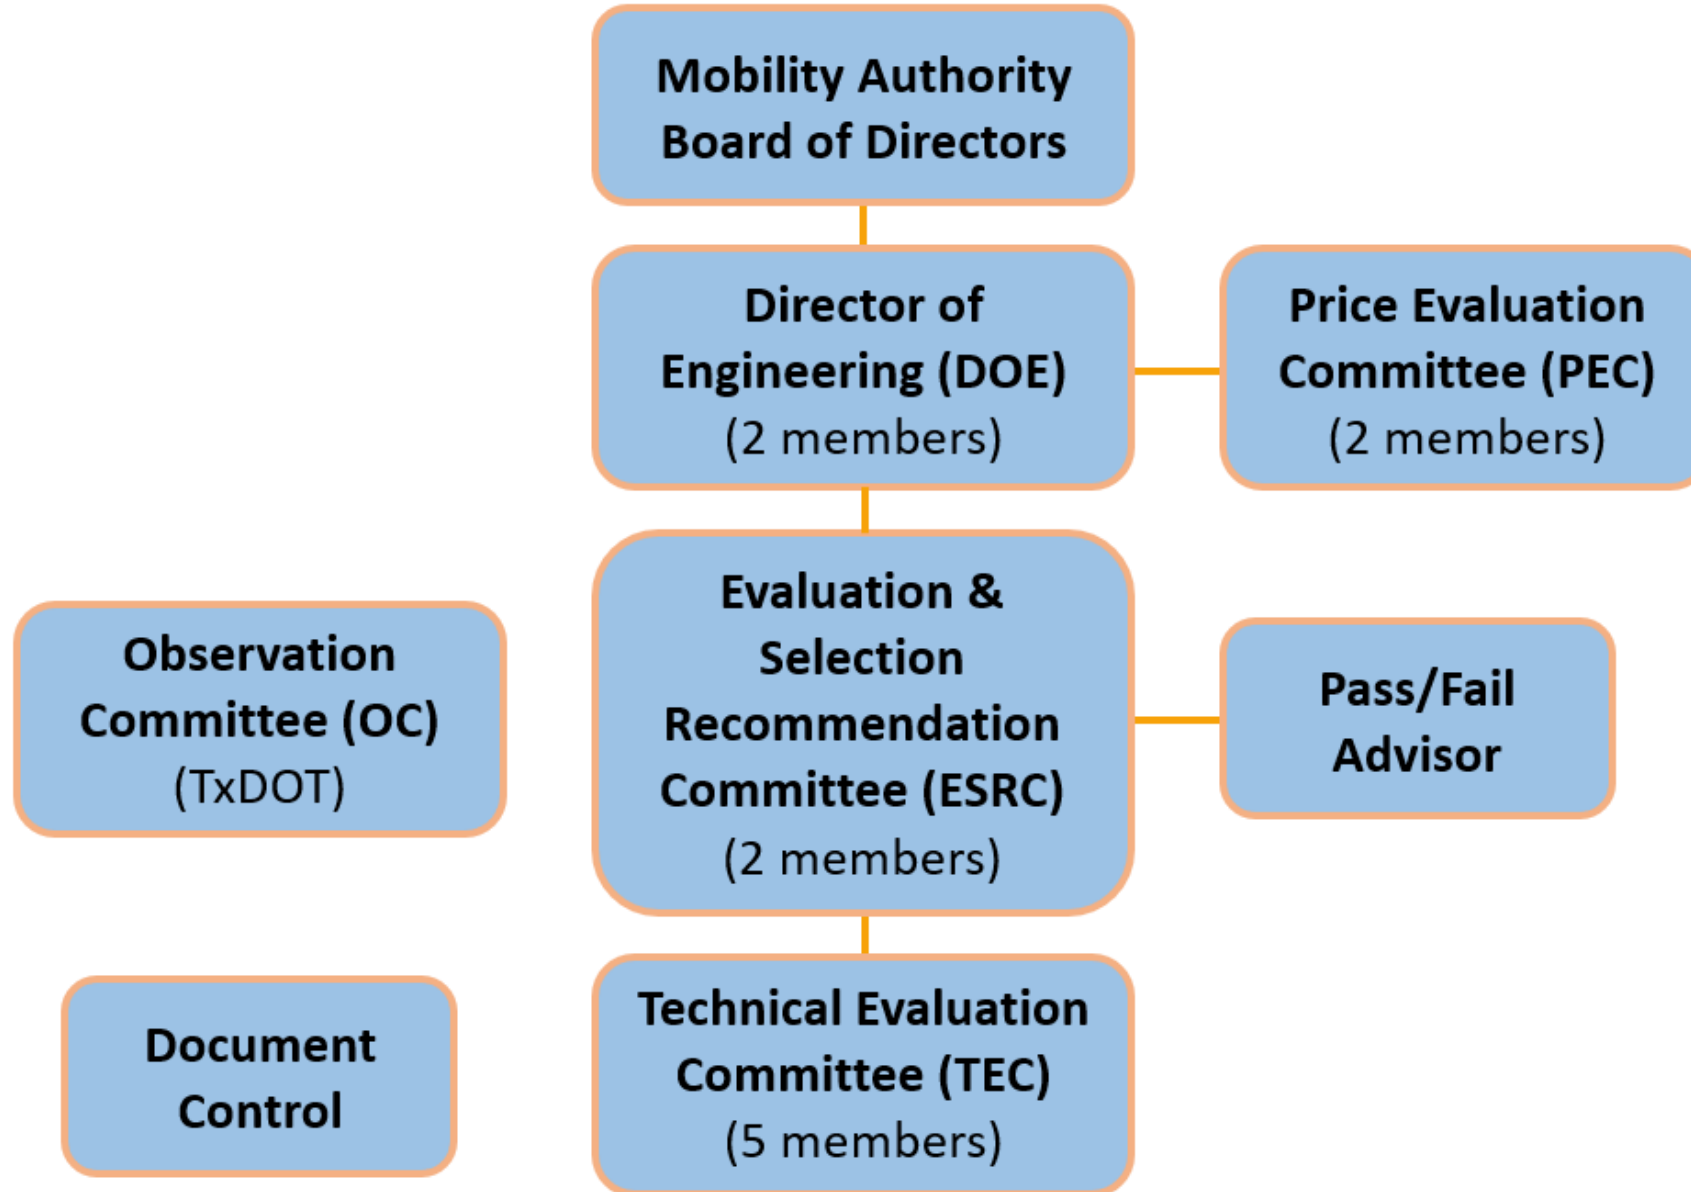 Mobility Authority
Board of Directors
Director of
Engineering (DOE)
(2 members)
Price Evaluation
Committee (PEC)
(2 members)
Evaluation &
Selection
Recommendation
Committee (ESRC)
(2 members)
Observation
Committee (OC)
(TxDOT)
Pass/Fail
Advisor
Technical Evaluation
Committee (TEC)
(5 members)
Document
Control